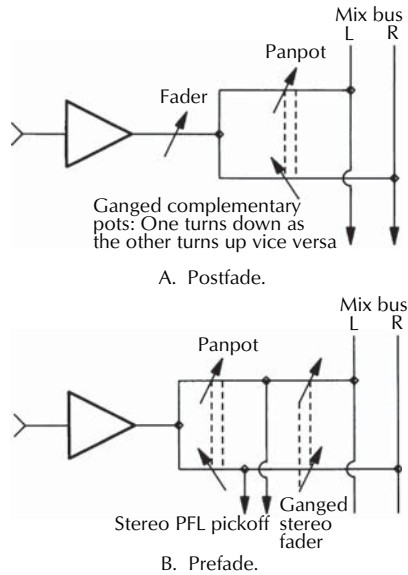 Mix bus
L R
Panpot
Fader
Ganged complementary
pots: One turns down as
the other turns up vice versa
A. Postfade.
Mix bus
L R
Panpot
Stereo PFL pickoff
Ganged
stereo
fader
B. Prefade.